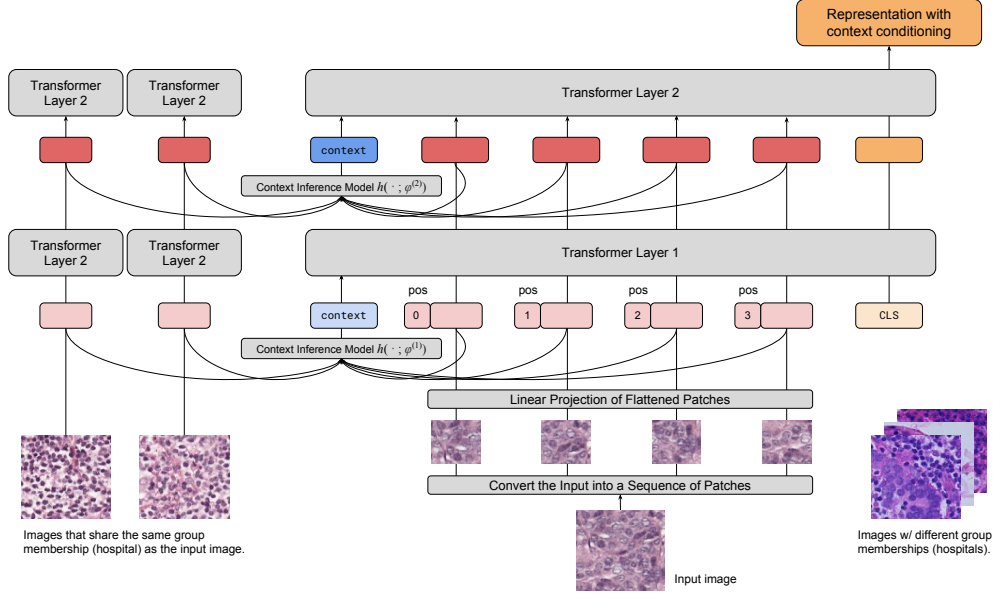 Representation with
context conditioning
Transformer
Layer 2
Transformer
Layer 2
Transformer Layer 2
context
Context Inference Model h( · ; φ(2))
Transformer
Layer 2
Transformer
Layer 2
Transformer Layer 1
pos
pos
pos
pos
context
0
1
2
3
CLS
Context Inference Model h( · ; φ(1))
Linear Projection of Flattened Patches
Convert the Input into a Sequence of Patches
Images that share the same group
membership (hospital) as the input image.
Images w/ different group
memberships (hospitals).
Input image